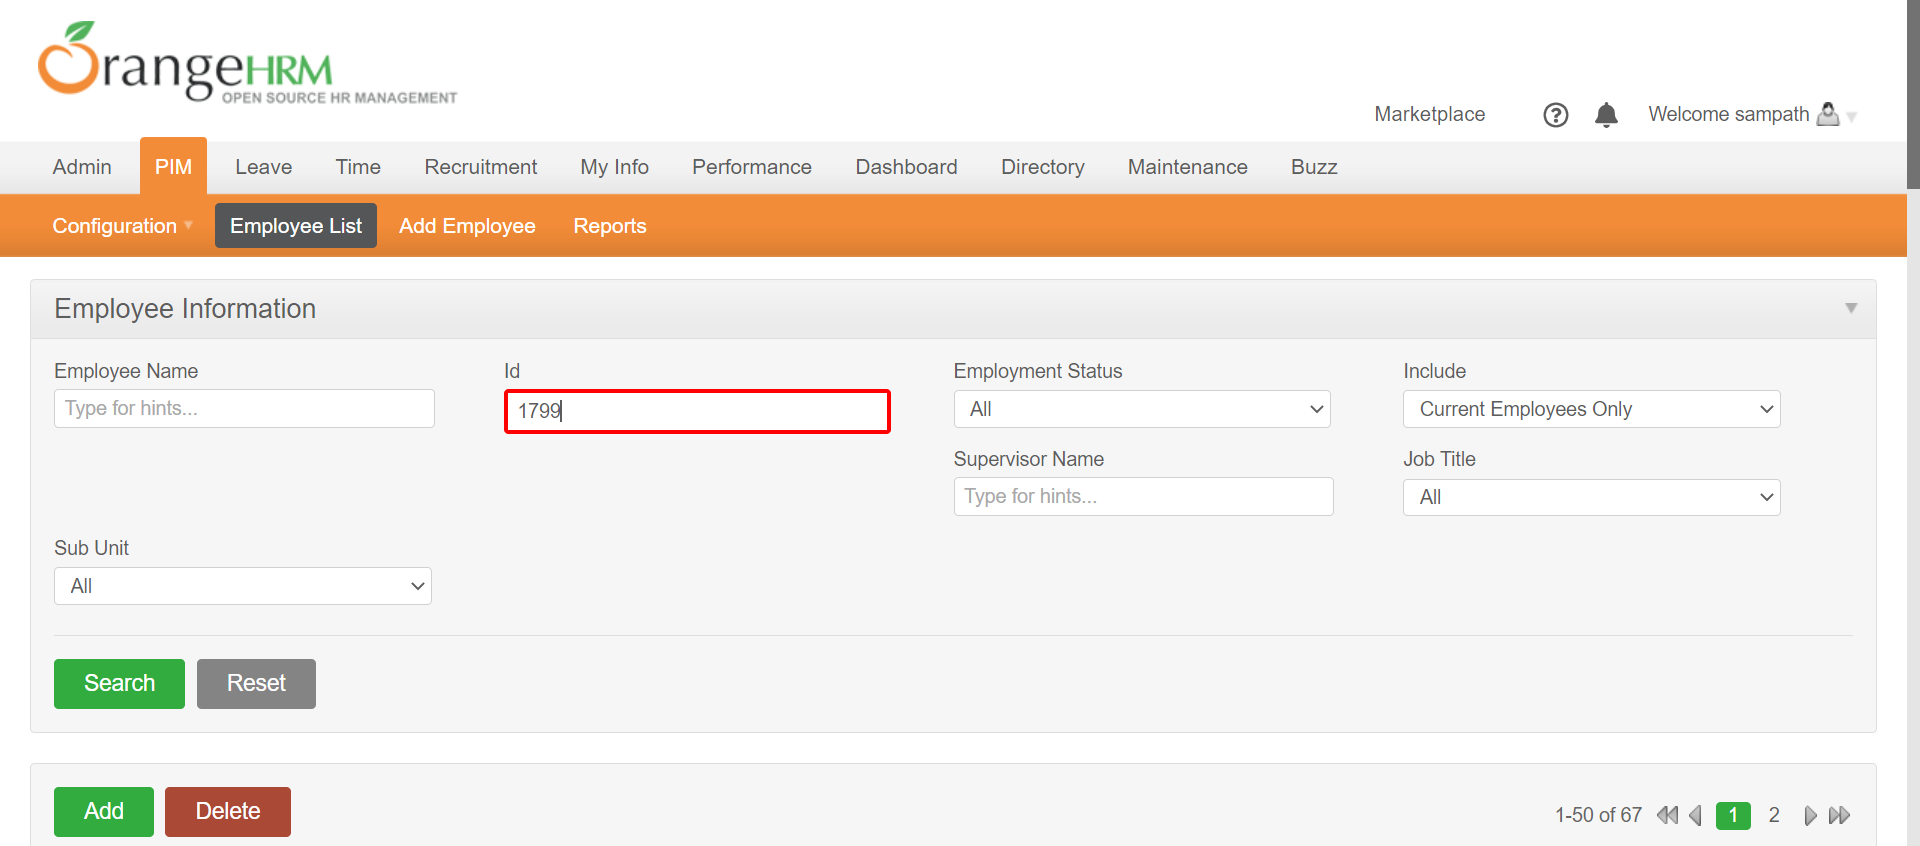 OrangeHRM
OPEN SOURCE HR MANAGEMENT
Marketplace
?
Welcome sampath
Admin PIM Leave Time Recruitment My Info Performance Dashboard Directory Maintenance Buzz
Configuration Employee List Add Employee Reports
Employee Information
Employee Name Id Employment Status Include
Type for hints... 1799 All Current Employees Only
Supervisor Name Job Title
Type for hints... All
Sub Unit
All
Search Reset
Add Delete 1-50 of 67 1 2